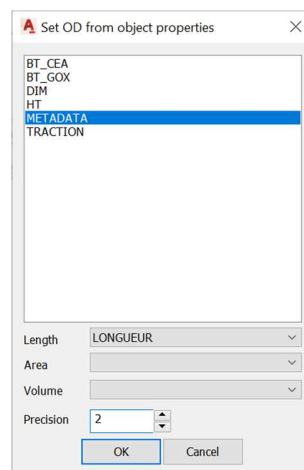 Set OD from object properties
BT_CEA
BT_GOX
DIM
HT
METADATA
TRACTION
Length LONGUEUR
Area
Volume
Precision 2
OK Cancel